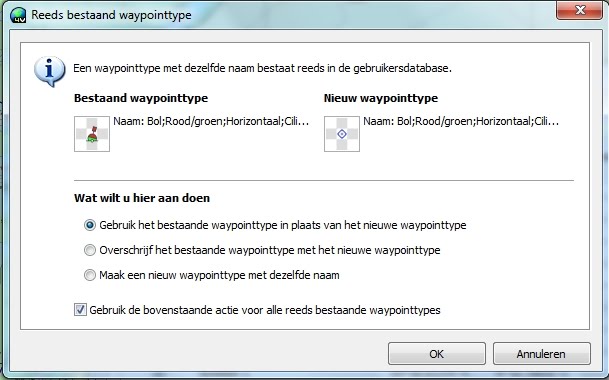 Reeds bestaand waypointtype
Een waypointtype met dezelfde naam bestaat reeds in de gebruikersdatabase.
Bestaand waypointtype
Nieuw waypointtype
Naam: Bol;Rood/groen;Horizontaal;Cili...
Naam: Bol;Rood/groen;Horizontaal;Cili...
Wat wilt u hier aan doen
Gebruik het bestaande waypointtype in plaats van het nieuwe waypointtype
Overschrijf het bestaande waypointtype met het nieuwe waypointtype
Maak een nieuw waypointtype met dezelfde naam
Gebruik de bovenstaande actie voor alle reeds bestaande waypointtypes
OK
Annuleren